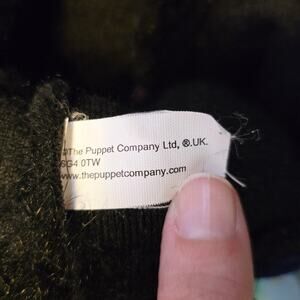 ©The Puppet Company Ltd, ®.UK.
SG4 0TW
www.thepuppetcompany.com